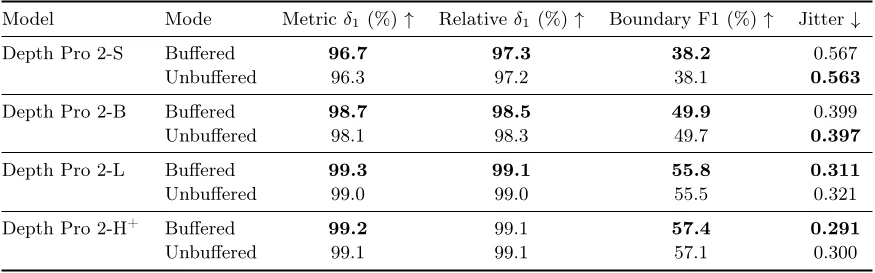 Model Mode Metric δ1 (%) ↑ Relative δ1 (%) ↑ Boundary F1 (%) ↑ Jitter ↓
Depth Pro 2-S Buffered 96.7 97.3 38.2 0.567
Unbuffered 96.3 97.2 38.1 0.563
Depth Pro 2-B Buffered 98.7 98.5 49.9 0.399
Unbuffered 98.1 98.3 49.7 0.397
Depth Pro 2-L Buffered 99.3 99.1 55.8 0.311
Unbuffered 99.0 99.0 55.5 0.321
Depth Pro 2-H+ Buffered 99.2 99.1 57.4 0.291
Unbuffered 99.1 99.1 57.1 0.300